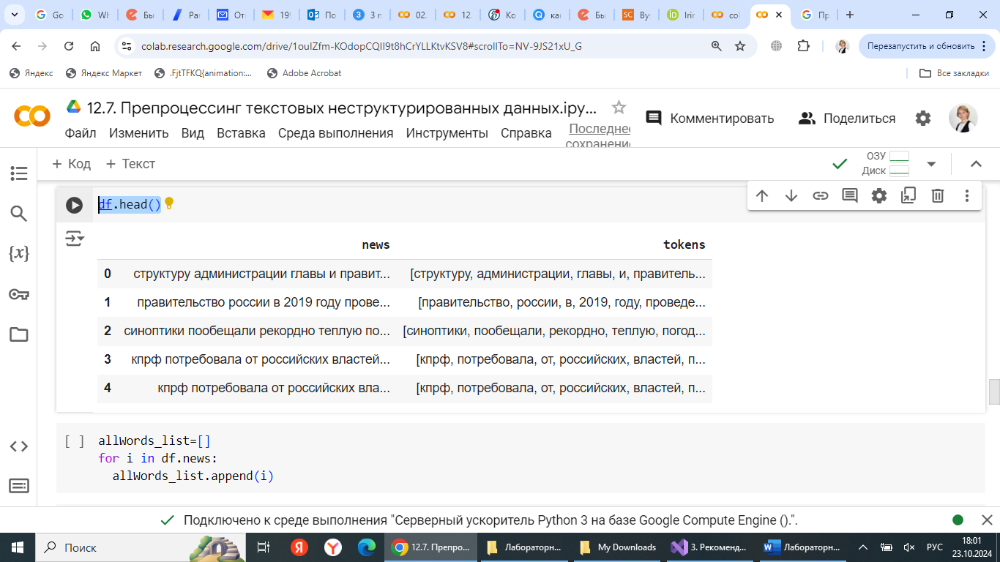 Go
Wh
Бы
Раr
От
195
По
3 п
02.
12.
Ко
каı
Бы
Ву
Irir
col
Пр
colab.research.google.com/drive/1ouIZfm-KOdopCQIl9t8hCrYLLKtvKSV8#scrollTo=NV-9JS21xU_G
Перезапустить и обновить
Яндекс
Яндекс Маркет
.FjtTFKQ{animation:...
Adobe Acrobat
Все закладки
12.7. Препроцессинг текстовых неструктурированных данных.ipy...
Файл Изменить Вид Вставка Среда выполнения Инструменты Справка Последнее сохранение
Комментировать
Поделиться
+ Код + Текст
ОЗУ
Диск
df.head()
news tokens
0 структуру администрации главы и правит... [структуру, администрации, главы, и, правитель...
1 правительство россии в 2019 году прове... [правительство, россии, в, 2019, году, проведе...
2 синоптики пообещали рекордно теплую по... [синоптики, пообещали, рекордно, теплую, погод...
3 кпрф потребовала от российских властей... [кпрф, потребовала, от, российских, властей, п...
4 кпрф потребовала от российских вла... [кпрф, потребовала, от, российских, властей, п...
[ ] allWords_list=[]
for i in df.news:
allWords_list.append(i)
Подключено к среде выполнения "Серверный ускоритель Python 3 на базе Google Compute Engine ().".
Поиск
12.7. Препро...
Лабораторн...
My Downloads
3. Рекоменд...
Лабораторн...
РУС
18:01
23.10.2024